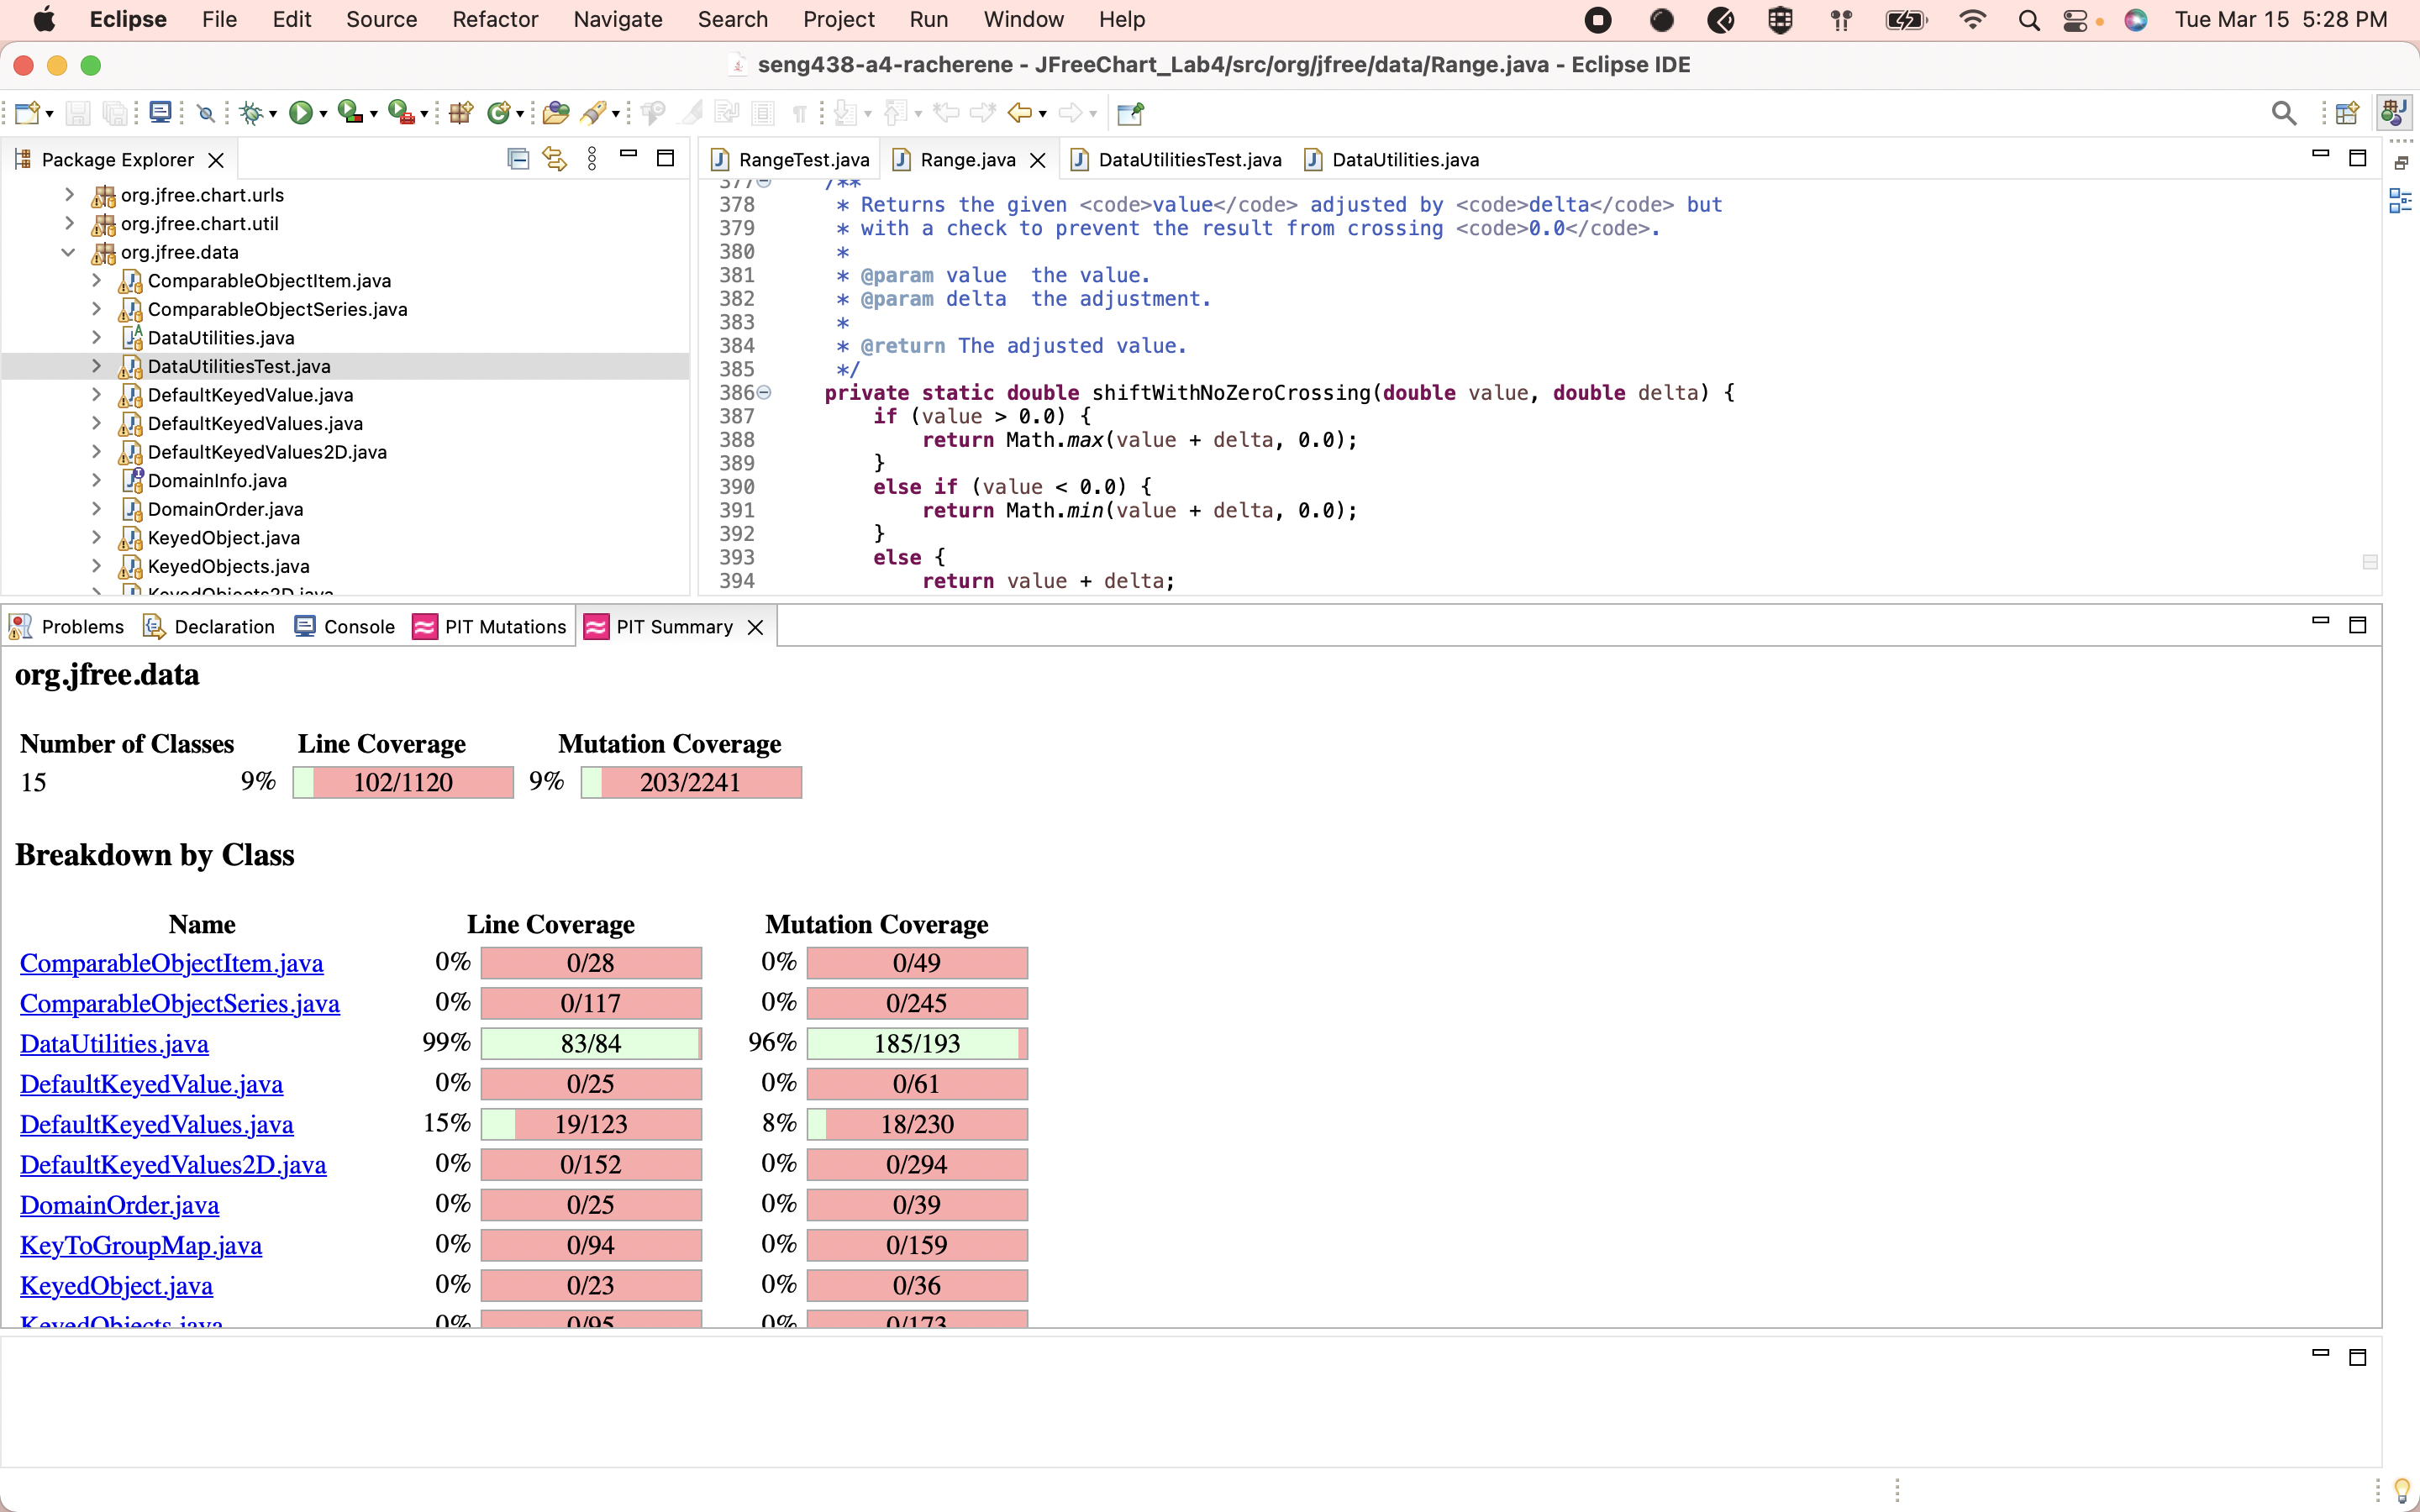 Eclipse File Edit Source Refactor Navigate Search Project Run Window Help Tue Mar 15 5:28 PM
seng438-a4-racherene - JFreeChart_Lab4/src/org/jfree/data/Range.java - Eclipse IDE
Package Explorer
org.jfree.chart.urls
org.jfree.chart.util
org.jfree.data
ComparableObjectItem.java
ComparableObjectSeries.java
DataUtilities.java
DataUtilitiesTest.java
DefaultKeyedValue.java
DefaultKeyedValues.java
DefaultKeyedValues2D.java
DomainInfo.java
DomainOrder.java
KeyedObject.java
KeyedObjects.java
KeyedObjects2D.java
RangeTest.java Range.java DataUtilitiesTest.java DataUtilities.java
377 /**
378 * Returns the given <code>value</code> adjusted by <code>delta</code> but
379 * with a check to prevent the result from crossing <code>0.0</code>.
380 *
381 * @param value  the value.
382 * @param delta  the adjustment.
383 *
384 * @return The adjusted value.
385 */
386 private static double shiftWithNoZeroCrossing(double value, double delta) {
387 if (value > 0.0) {
388 return Math.max(value + delta, 0.0);
389 }
390 else if (value < 0.0) {
391 return Math.min(value + delta, 0.0);
392 }
393 else {
394 return value + delta;
Problems Declaration Console PIT Mutations PIT Summary
org.jfree.data
Number of Classes Line Coverage Mutation Coverage
15 9% 102/1120 9% 203/2241
Breakdown by Class
Name Line Coverage Mutation Coverage
ComparableObjectItem.java 0% 0/28 0% 0/49
ComparableObjectSeries.java 0% 0/117 0% 0/245
DataUtilities.java 99% 83/84 96% 185/193
DefaultKeyedValue.java 0% 0/25 0% 0/61
DefaultKeyedValues.java 15% 19/123 8% 18/230
DefaultKeyedValues2D.java 0% 0/152 0% 0/294
DomainOrder.java 0% 0/25 0% 0/39
KeyToGroupMap.java 0% 0/94 0% 0/159
KeyedObject.java 0% 0/23 0% 0/36
KeyedObjects.java 0% 0/95 0% 0/173